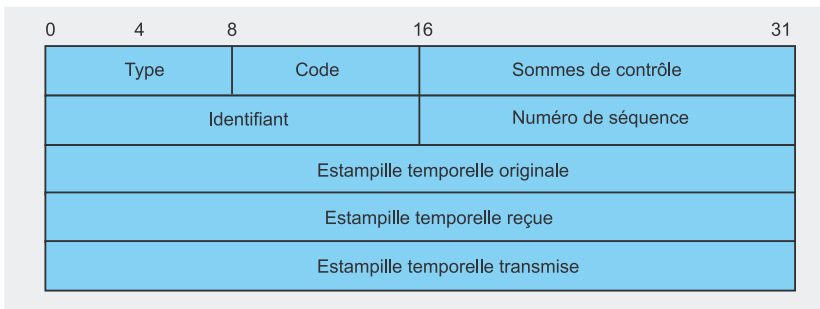 0 4 8 16 31
Type Code Sommes de contrôle
Identifiant Numéro de séquence
Estampille temporelle originale
Estampille temporelle reçue
Estampille temporelle transmise